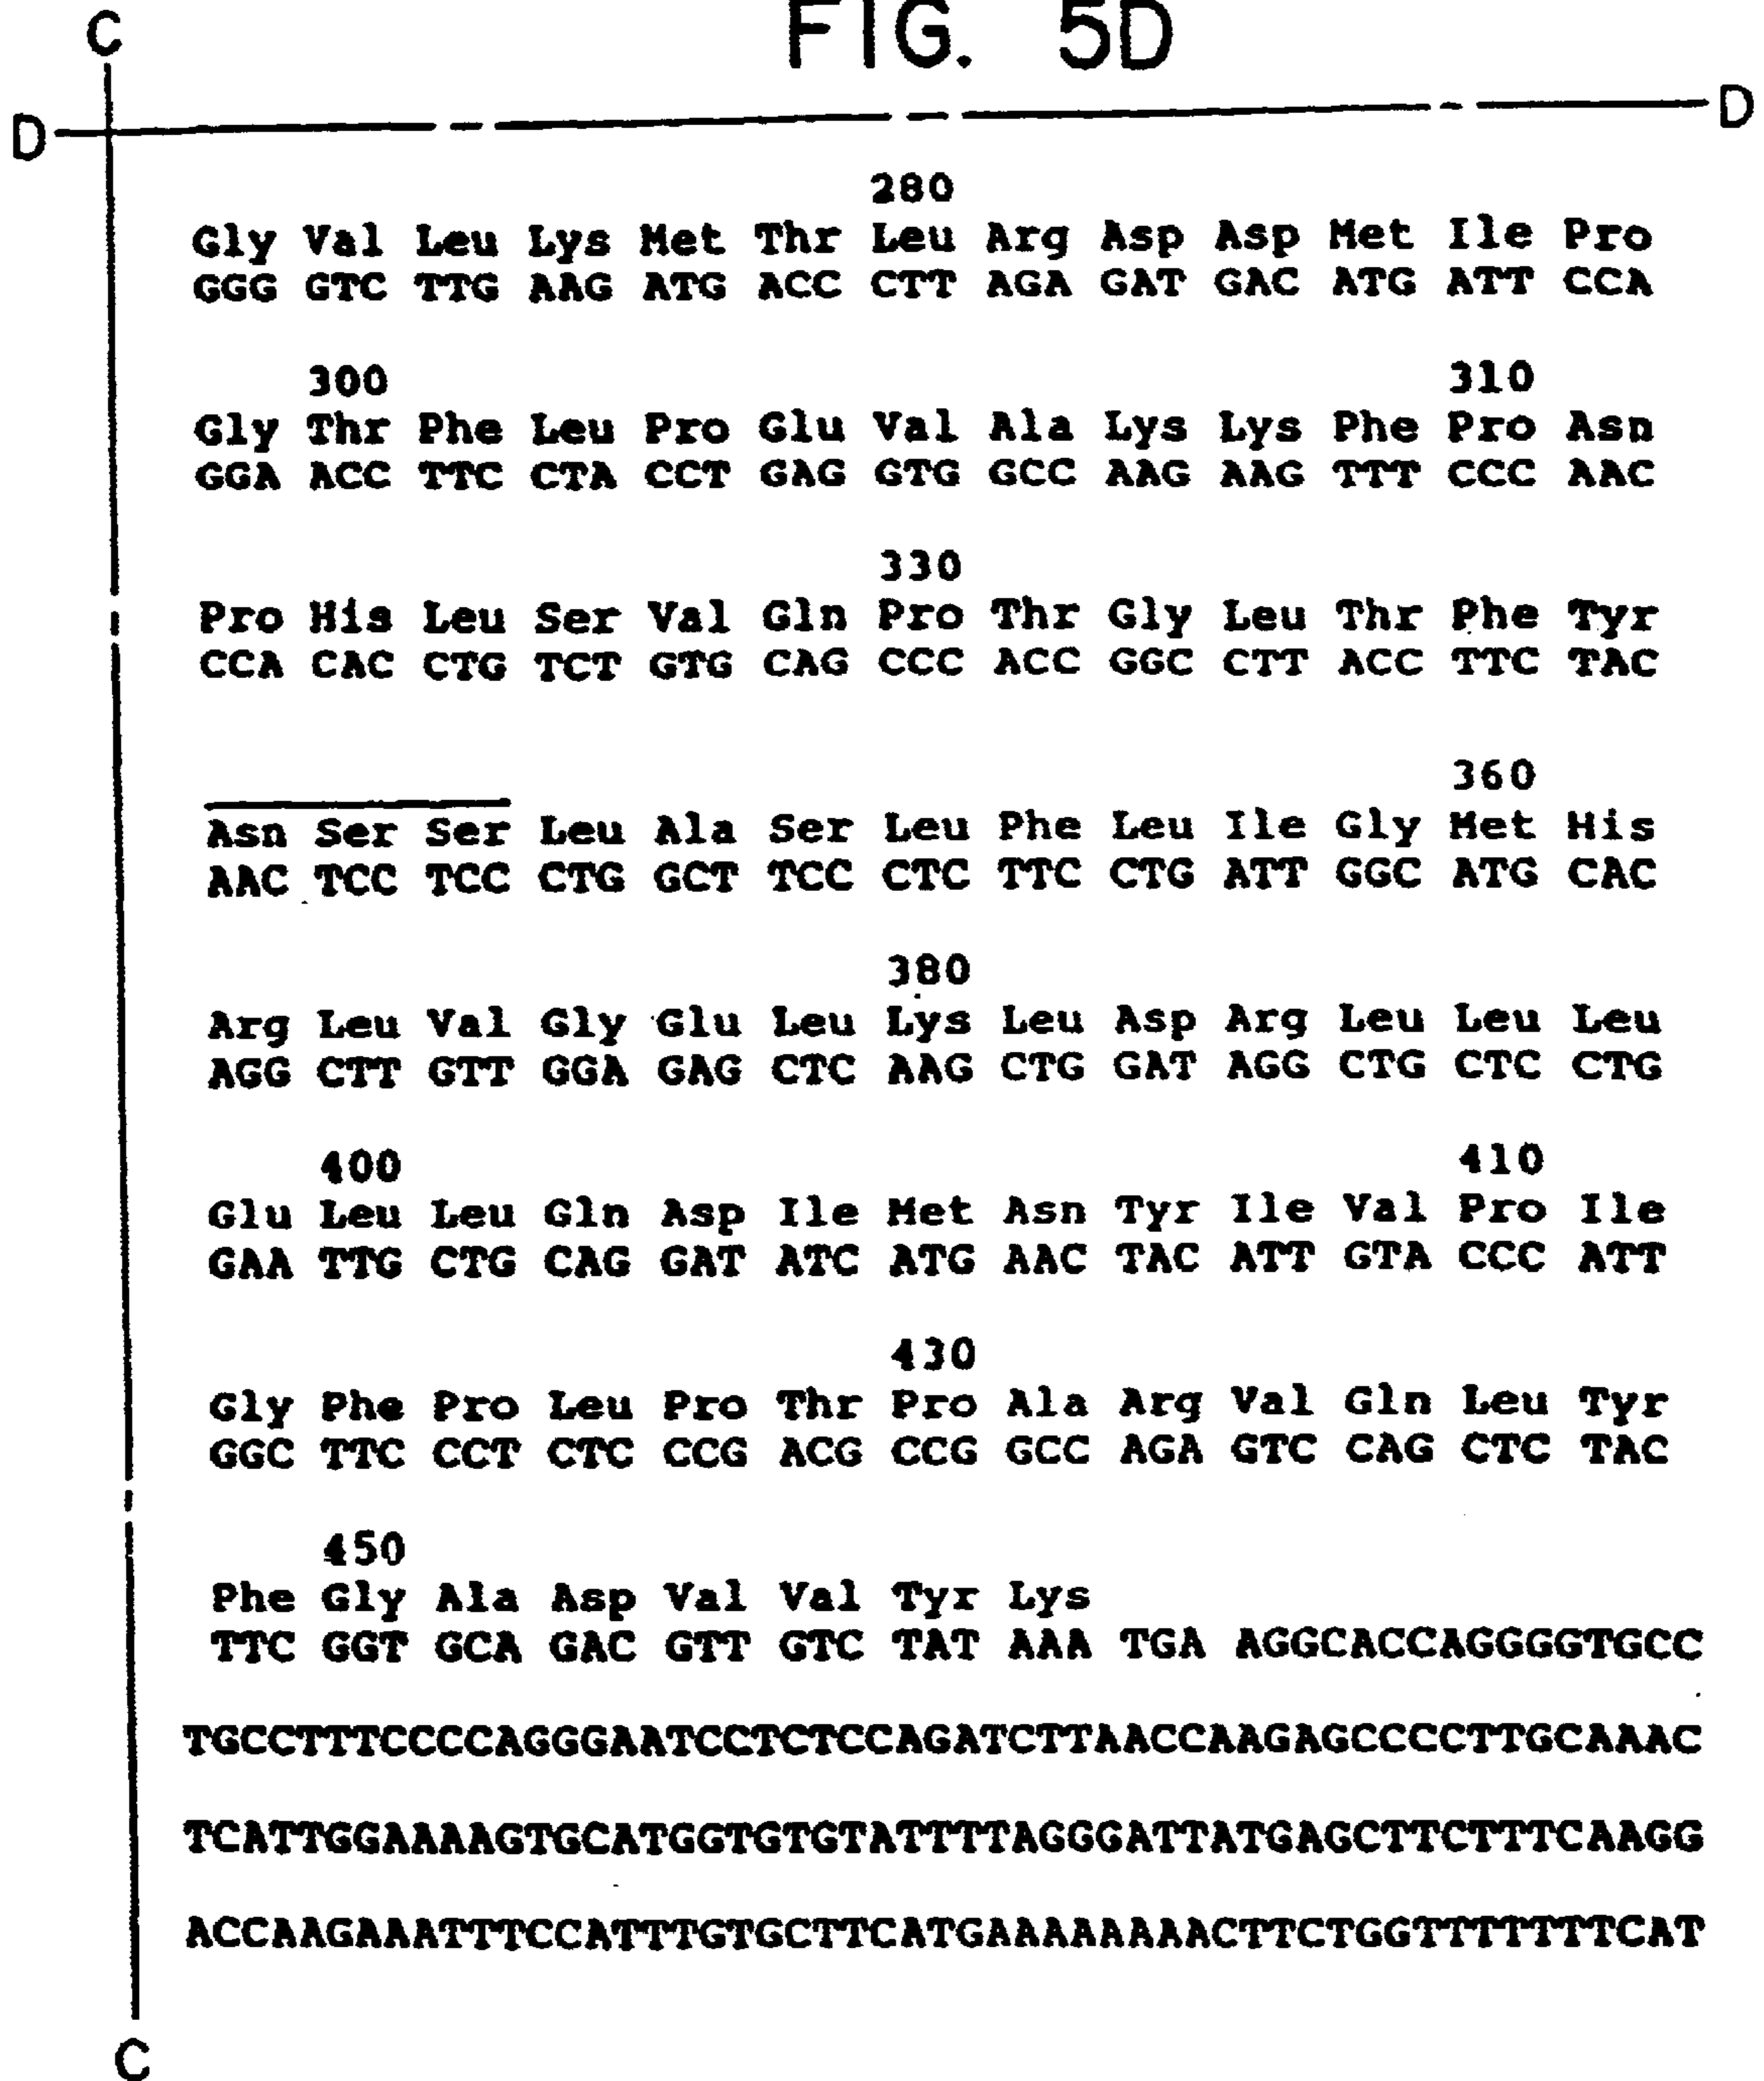 FIG. 5D
C
D D
280
Gly Val Leu Lys Met Thr Leu Arg Asp Asp Met Ile Pro
GGG GTC TTG AAG ATG ACC CTT AGA GAT GAC ATG ATT CCA
300 310
Gly Thr Phe Leu Pro Glu Val Ala Lys Lys Phe Pro Asn
GGA ACC TTC CTA CCT GAG GTG GCC AAG AAG TTT CCC AAC
330
Pro His Leu Ser Val Gln Pro Thr Gly Leu Thr Phe Tyr
CCA CAC CTG TCT GTG CAG CCC ACC GGC CTT ACC TTC TAC
360
Asn Ser Ser Leu Ala Ser Leu Phe Leu Ile Gly Met His
AAC TCC TCC CTG GCT TCC CTC TTC CTG ATT GGC ATG CAC
380
Arg Leu Val Gly Glu Leu Lys Leu Asp Arg Leu Leu Leu
AGG CTT GTT GGA GAG CTC AAG CTG GAT AGG CTG CTC CTG
400 410
Glu Leu Leu Gln Asp Ile Met Asn Tyr Ile Val Pro Ile
GAA TTG CTG CAG GAT ATC ATG AAC TAC ATT GTA CCC ATT
430
Gly Phe Pro Leu Pro Thr Pro Ala Arg Val Gln Leu Tyr
GGC TTC CCT CTC CCG ACG CCG GCC AGA GTC CAG CTC TAC
450
Phe Gly Ala Asp Val Val Tyr Lys
TTC GGT GCA GAC GTT GTC TAT AAA TGA AGGCACCAGGGGTGCC
TGCCTTTCCCCAGGGAATCCTCTCCAGATCTTAACCAAGAGCCCCTTGCAAAC
TCATTGGAAAAGTGCATGGTGTGTATTTTAGGGATTATGAGCTTCTTTCAAGG
ACCAAGAAATTTCCATTTGTGCTTCATGAAAAAAAACTTCTGGTTTTTTTCAT
C